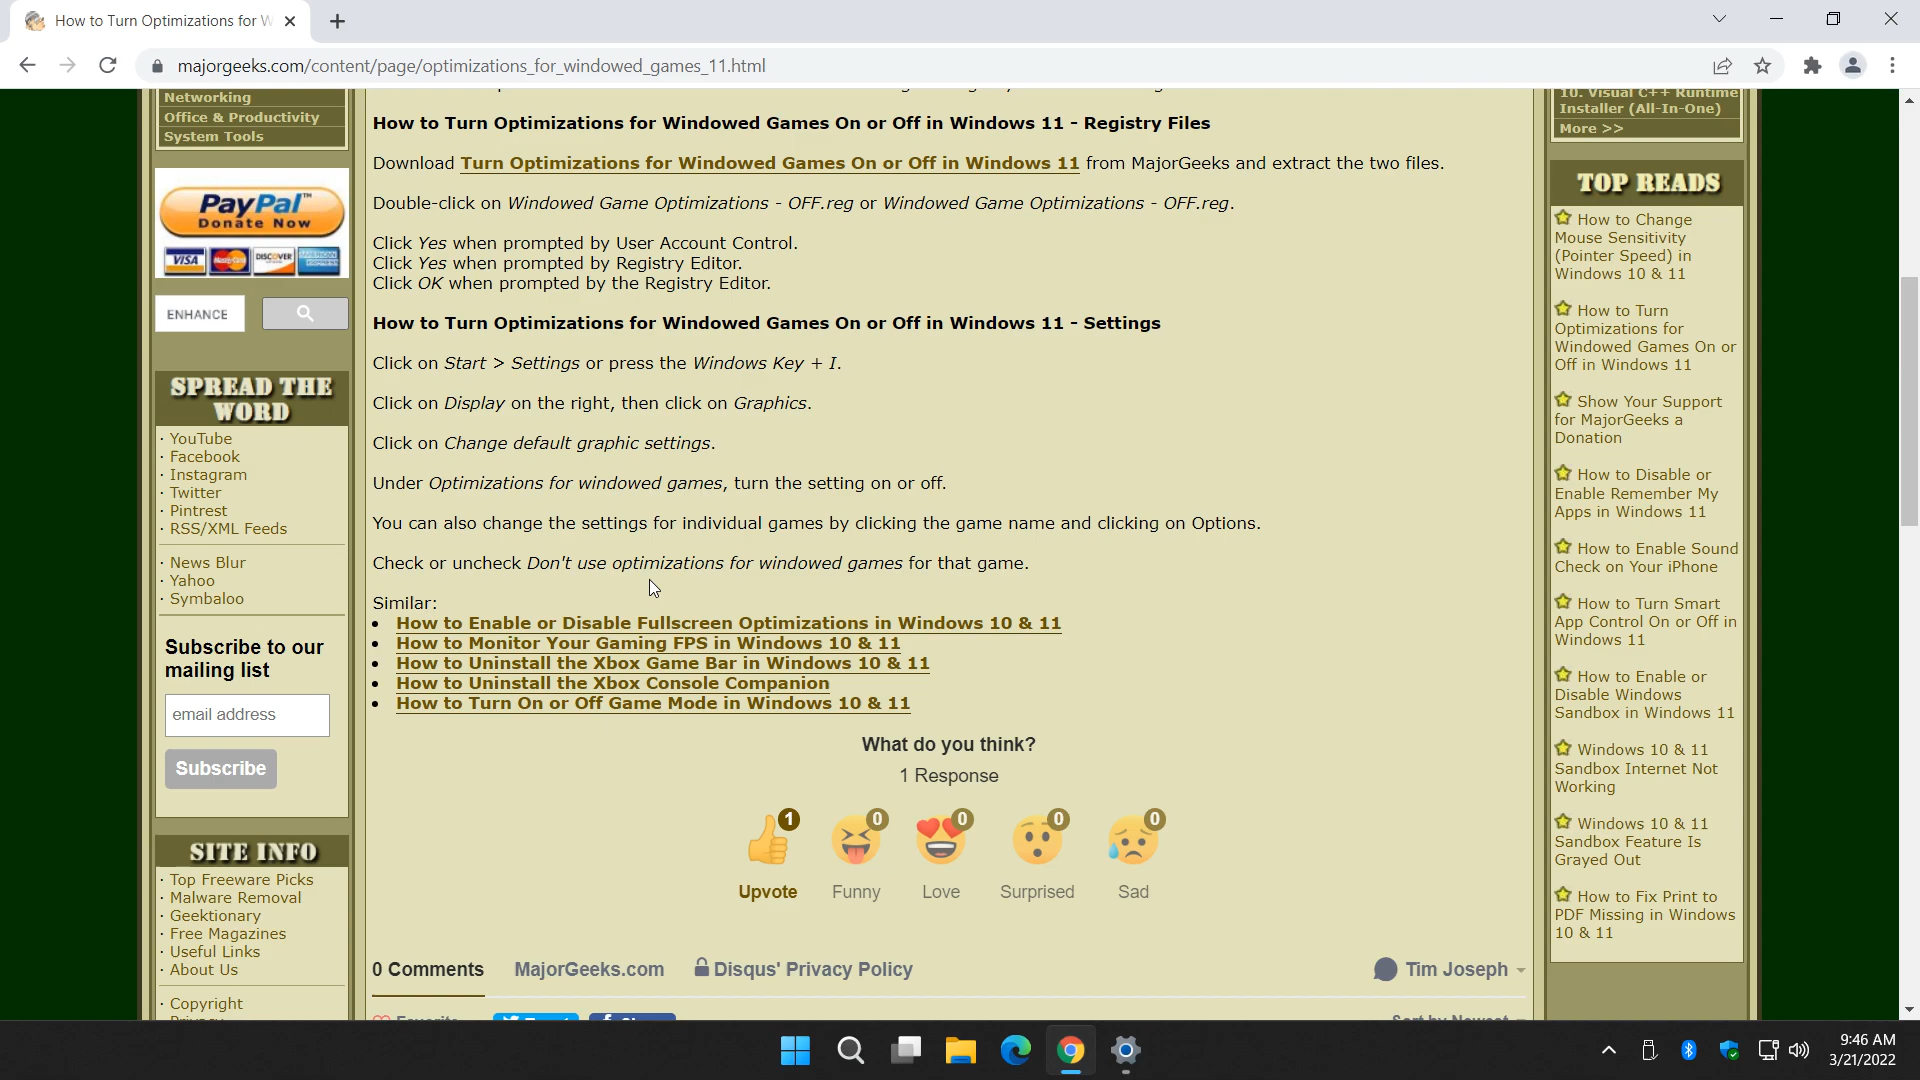 How to Turn Optimizations for W
majorgeeks.com/content/page/optimizations_for_windowed_games_11.html
Networking
Office & Productivity
System Tools
PayPal™
Donate Now
VISA MasterCard DISCOVER AMERICAN EXPRESS
ENHANCE
SPREAD THE
WORD
· YouTube
· Facebook
· Instagram
· Twitter
· Pintrest
· RSS/XML Feeds
· News Blur
· Yahoo
· Symbaloo
Subscribe to our
mailing list
email address
Subscribe
SITE INFO
· Top Freeware Picks
· Malware Removal
· Geektionary
· Free Magazines
· Useful Links
· About Us
· Copyright
How to Turn Optimizations for Windowed Games On or Off in Windows 11 - Registry Files
Download Turn Optimizations for Windowed Games On or Off in Windows 11 from MajorGeeks and extract the two files.
Double-click on Windowed Game Optimizations - OFF.reg or Windowed Game Optimizations - OFF.reg.
Click Yes when prompted by User Account Control.
Click Yes when prompted by Registry Editor.
Click OK when prompted by the Registry Editor.
How to Turn Optimizations for Windowed Games On or Off in Windows 11 - Settings
Click on Start > Settings or press the Windows Key + I.
Click on Display on the right, then click on Graphics.
Click on Change default graphic settings.
Under Optimizations for windowed games, turn the setting on or off.
You can also change the settings for individual games by clicking the game name and clicking on Options.
Check or uncheck Don't use optimizations for windowed games for that game.
Similar:
• How to Enable or Disable Fullscreen Optimizations in Windows 10 & 11
• How to Monitor Your Gaming FPS in Windows 10 & 11
• How to Uninstall the Xbox Game Bar in Windows 10 & 11
• How to Uninstall the Xbox Console Companion
• How to Turn On or Off Game Mode in Windows 10 & 11
What do you think?
1 Response
1 0 0 0 0
Upvote Funny Love Surprised Sad
0 Comments MajorGeeks.com Disqus' Privacy Policy Tim Joseph
10. Visual C++ Runtime
Installer (All-In-One)
More >>
TOP READS
How to Change
Mouse Sensitivity
(Pointer Speed) in
Windows 10 & 11
How to Turn
Optimizations for
Windowed Games On or
Off in Windows 11
Show Your Support
for MajorGeeks a
Donation
How to Disable or
Enable Remember My
Apps in Windows 11
How to Enable Sound
Check on Your iPhone
How to Turn Smart
App Control On or Off in
Windows 11
How to Enable or
Disable Windows
Sandbox in Windows 11
Windows 10 & 11
Sandbox Internet Not
Working
Windows 10 & 11
Sandbox Feature Is
Grayed Out
How to Fix Print to
PDF Missing in Windows
10 & 11
9:46 AM
3/21/2022